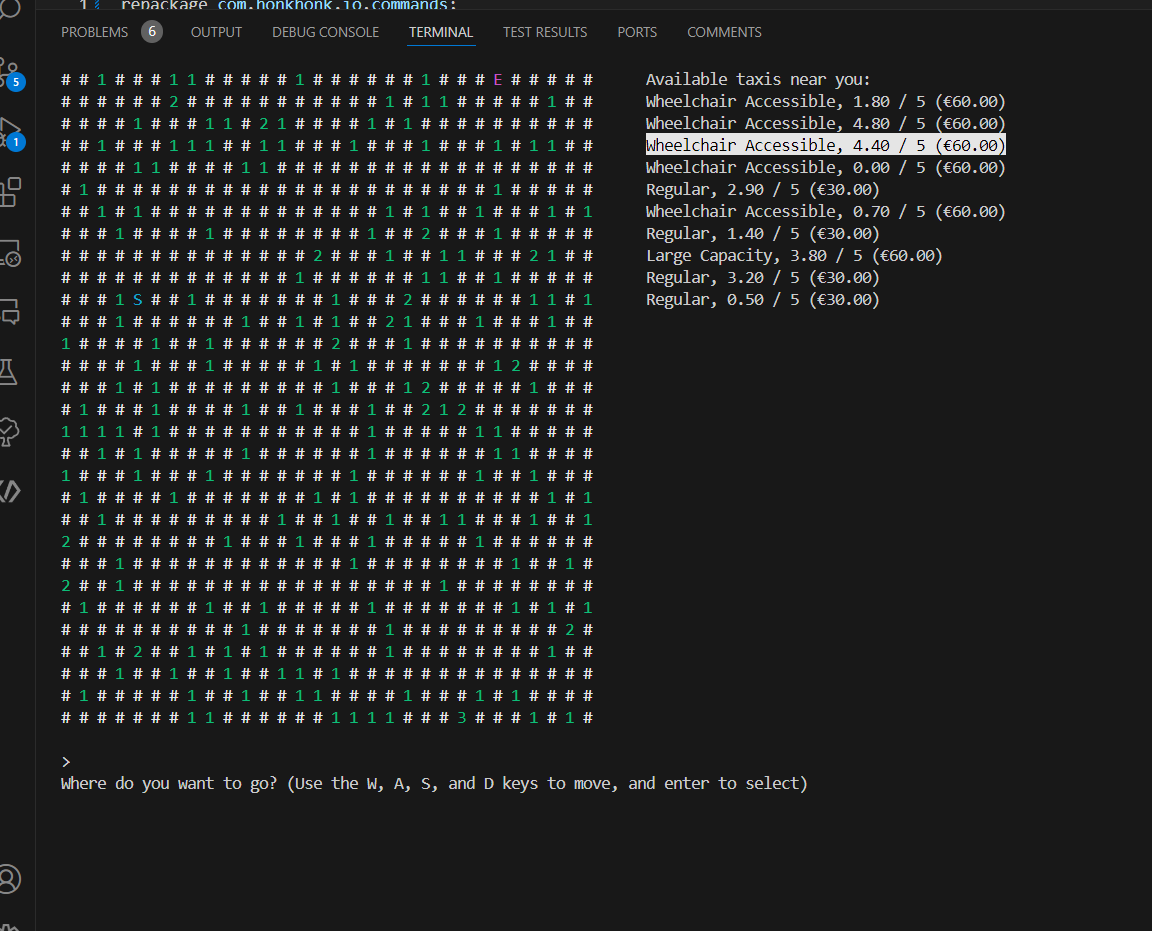 repackage com.honkhonk.io.commands;
PROBLEMS 6 OUTPUT DEBUG CONSOLE TERMINAL TEST RESULTS PORTS COMMENTS
# # 1 # # # 1 1 # # # # # 1 # # # # # # 1 # # # E # # # # # Available taxis near you:
# # # # # # 2 # # # # # # # # # # # 1 # 1 1 # # # # # 1 # # Wheelchair Accessible, 1.80 / 5 (€60.00)
# # # # 1 # # # 1 1 # 2 1 # # # # 1 # 1 # # # # # # # # # # Wheelchair Accessible, 4.80 / 5 (€60.00)
# # 1 # # # 1 1 1 # # 1 1 # # # 1 # # # 1 # # # 1 # 1 1 # # Wheelchair Accessible, 4.40 / 5 (€60.00)
# # # # 1 1 # # # # 1 1 # # # # # # # # # # # # # # # # # # Wheelchair Accessible, 0.00 / 5 (€60.00)
# 1 # # # # # # # # # # # # # # # # # # # # # # 1 # # # # # Regular, 2.90 / 5 (€30.00)
# # 1 # 1 # # # # # # # # # # # # # 1 # 1 # # 1 # # # 1 # 1 Wheelchair Accessible, 0.70 / 5 (€60.00)
# # # 1 # # # # 1 # # # # # # # # 1 # # 2 # # # 1 # # # # # Regular, 1.40 / 5 (€30.00)
# # # # # # # # # # # # # # 2 # # # 1 # # 1 1 # # # 2 1 # # Large Capacity, 3.80 / 5 (€60.00)
# # # # # # # # # # # # # 1 # # # # # # 1 1 # # 1 # # # # # Regular, 3.20 / 5 (€30.00)
# # # 1 S # # 1 # # # # # # # 1 # # # 2 # # # # # # 1 1 # 1 Regular, 0.50 / 5 (€30.00)
# # # 1 # # # # # # 1 # # 1 # 1 # # 2 1 # # # 1 # # # 1 # #
1 # # # # 1 # # 1 # # # # # # 2 # # # 1 # # # # # # # # # #
# # # # 1 # # # 1 # # # # # 1 # 1 # # # # # # # 1 2 # # # #
# # # 1 # 1 # # # # # # # # # 1 # # # 1 2 # # # # # 1 # # #
# 1 # # # 1 # # # # 1 # # 1 # # # 1 # # 2 1 2 # # # # # # #
1 1 1 1 # 1 # # # # # # # # # # # 1 # # # # # 1 1 # # # # #
# # 1 # 1 # # # # # 1 # # # # # # 1 # # # # # # 1 1 # # # #
1 # # # 1 # # # 1 # # # # # # # 1 # # # # # # 1 # # 1 # # #
# 1 # # # # 1 # # # # # # # 1 # 1 # # # # # # # # # # 1 # 1
# # 1 # # # # # # # # # 1 # # 1 # # 1 # # 1 1 # # # 1 # # 1
2 # # # # # # # # 1 # # # 1 # # # 1 # # # # # 1 # # # # # #
# # # 1 # # # # # # # # # # # # 1 # # # # # # # # 1 # # 1 #
2 # # 1 # # # # # # # # # # # # # # # # # 1 # # # # # # # #
# 1 # # # # # # 1 # # 1 # # # # # 1 # # # # # # # 1 # 1 # 1
# # # # # # # # # # 1 # # # # # # # 1 # # # # # # # # # 2 #
# # 1 # 2 # # 1 # 1 # 1 # # # # # # 1 # # # # # # # # 1 # #
# # # 1 # # 1 # # 1 # # 1 1 # 1 # # # # # # # # # # # # # #
# 1 # # # # # 1 # # 1 # # 1 1 # # # # 1 # # # 1 # 1 # # # #
# # # # # # # 1 1 # # # # # # 1 1 1 1 # # # 3 # # # 1 # 1 #
>
Where do you want to go? (Use the W, A, S, and D keys to move, and enter to select)